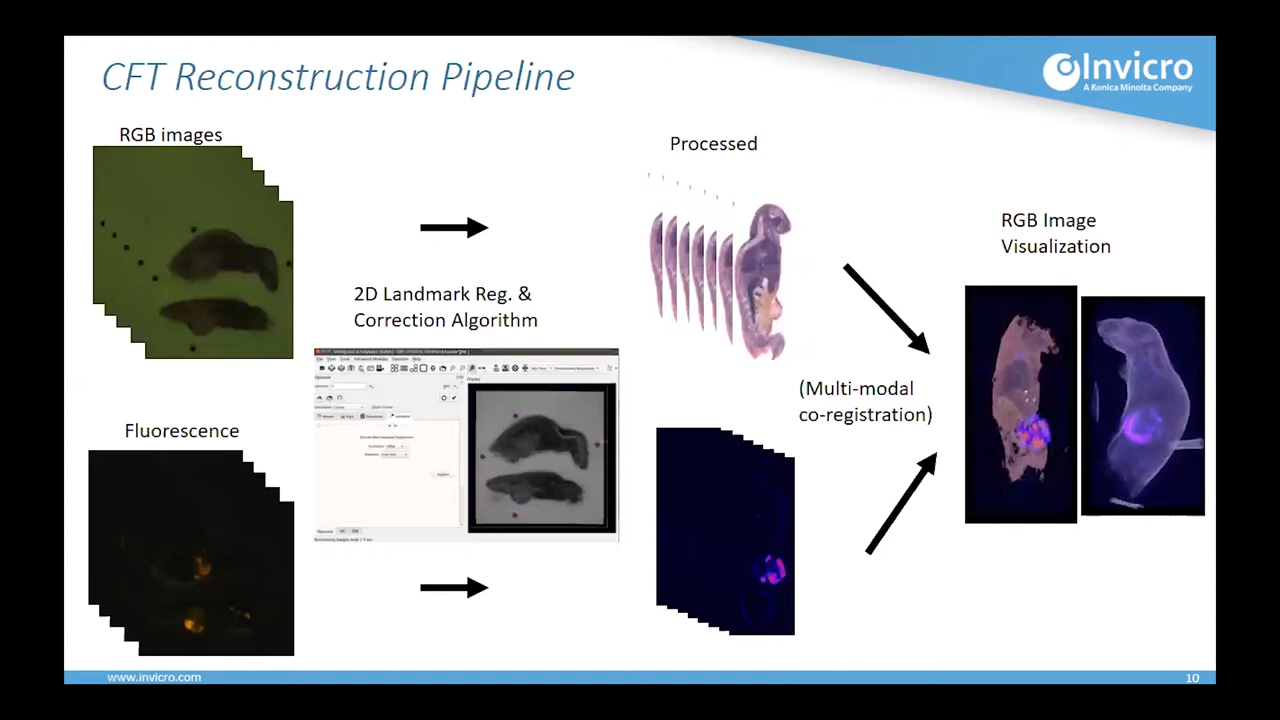 CFT Reconstruction Pipeline
Invicro
A Konica Minolta Company
RGB images
Processed
RGB Image
Visualization
2D Landmark Reg. &
Correction Algorithm
(Multi-modal
co-registration)
Fluorescence
www.invicro.com
10